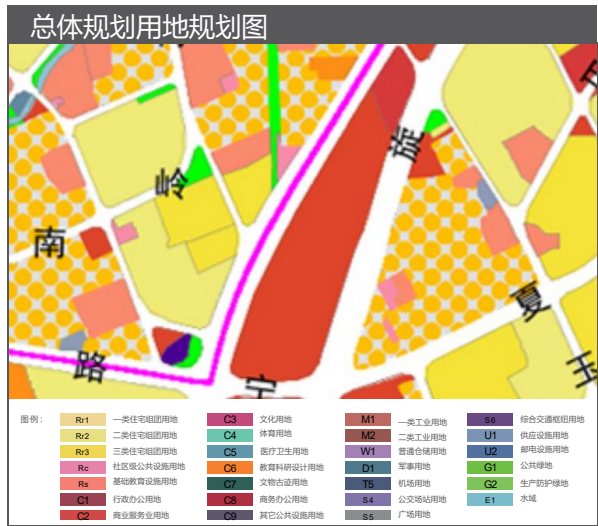 总体规划用地规划图
岭
旋
南
夏
路
宁
玉
图例：
Rr1 一类住宅组团用地
Rr2 二类住宅组团用地
Rr3 三类住宅组团用地
Rc 社区级公共设施用地
Rs 基础教育设施用地
C1 行政办公用地
C2 商业服务业用地
C3 文化用地
C4 体育用地
C5 医疗卫生用地
C6 教育科研设计用地
C7 文物古迹用地
C8 商务办公用地
C9 其它公共设施用地
M1 一类工业用地
M2 二类工业用地
W1 普通仓储用地
D1 军事用地
T5 机场用地
S4 公交场站用地
S5 广场用地
S6 综合交通枢纽用地
U1 供应设施用地
U2 邮电设施用地
G1 公共绿地
G2 生产防护绿地
E1 水域